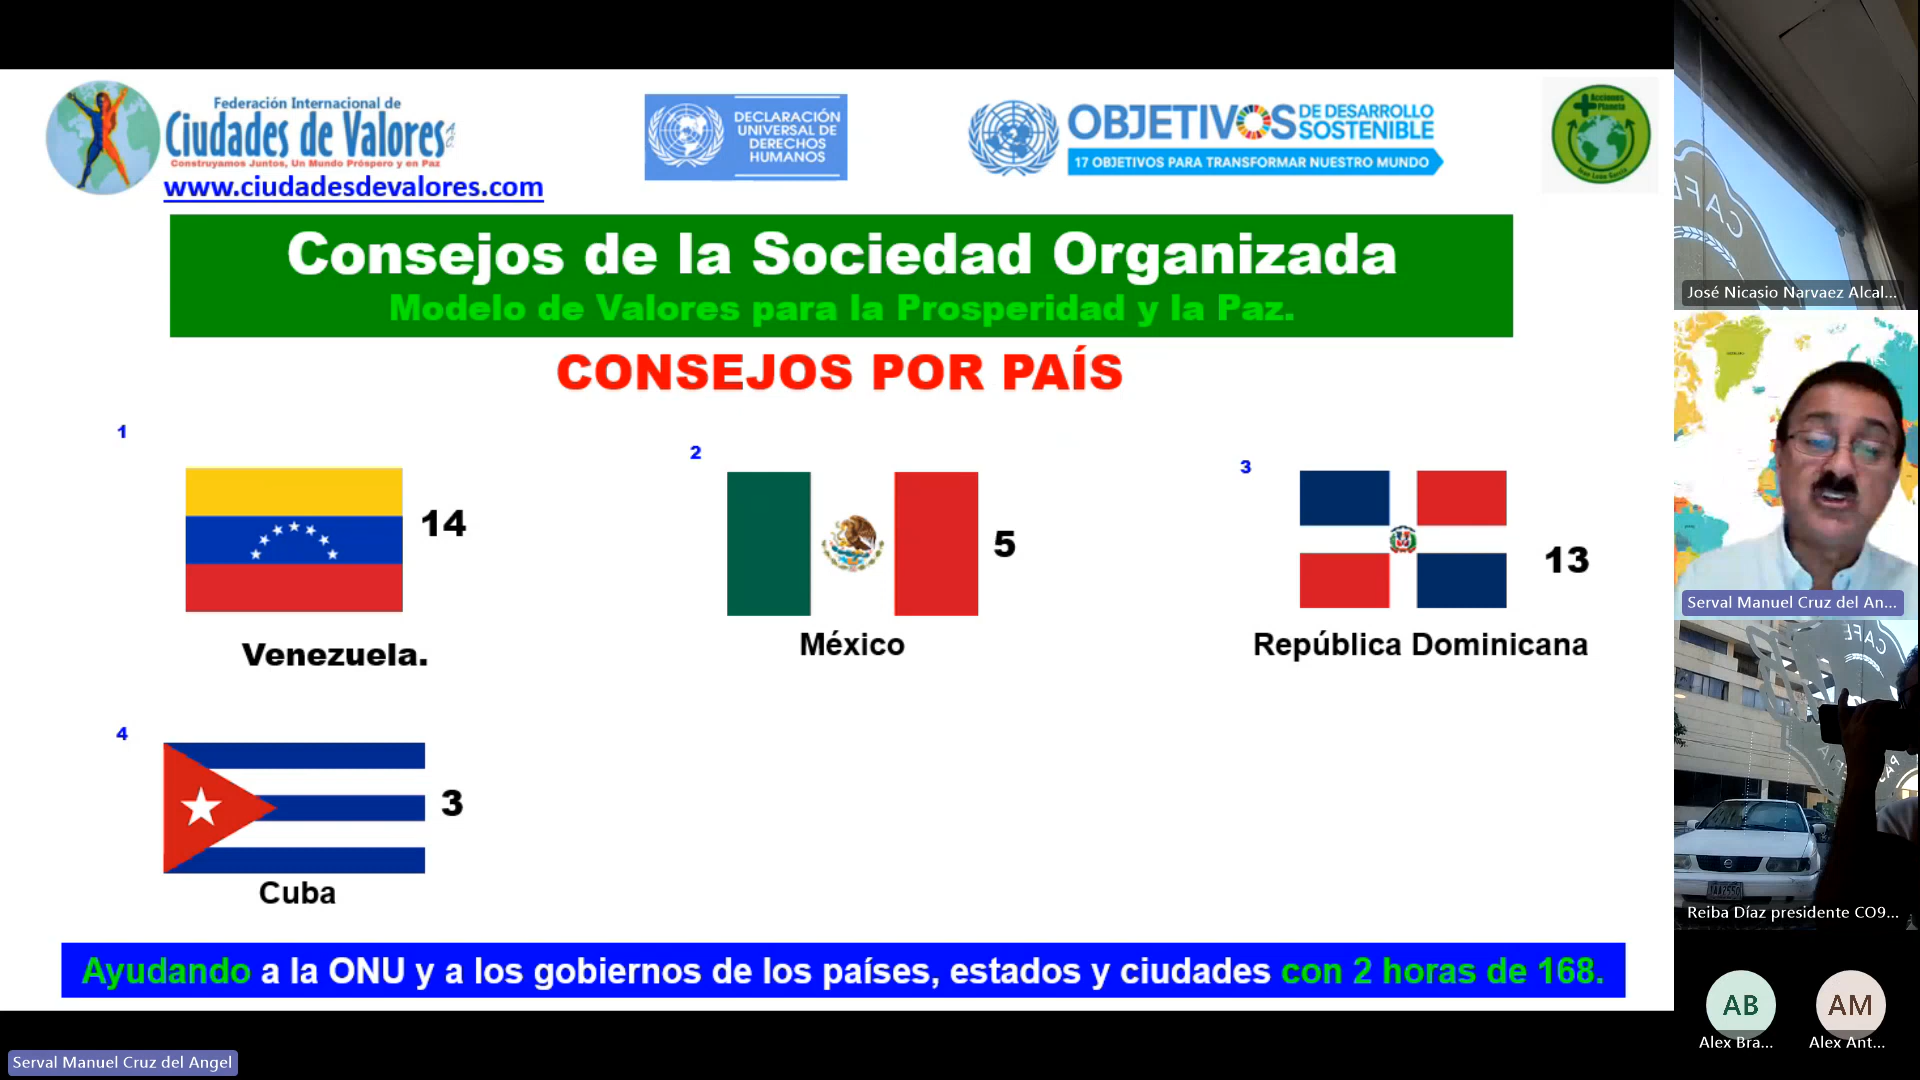 Federación Internacional de
Ciudades de Valores
Construyamos Juntos, Un Mundo Próspero y en Paz
www.ciudadesdevalores.com
DECLARACIÓN
UNIVERSAL DE
DERECHOS
HUMANOS
OBJETIVOS DE DESARROLLO SOSTENIBLE
17 OBJETIVOS PARA TRANSFORMAR NUESTRO MUNDO
Acciones
Planeta
Consejos de la Sociedad Organizada
Modelo de Valores para la Prosperidad y la Paz.
CONSEJOS POR PAÍS
1
14
Venezuela.
2
5
México
3
13
República Dominicana
4
3
Cuba
Ayudando a la ONU y a los gobiernos de los países, estados y ciudades con 2 horas de 168.
Serval Manuel Cruz del Angel
José Nicasio Narvaez Alcal...
Serval Manuel Cruz del An...
CAFE
Reiba Díaz presidente CO9...
AB
Alex Bra...
AM
Alex Ant...